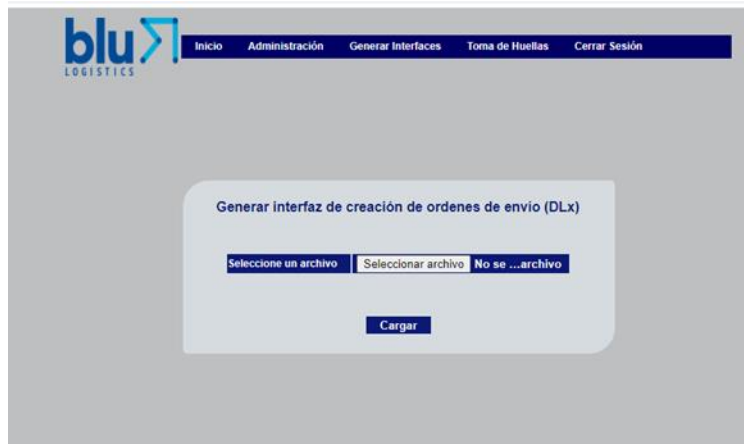 blu
LOGISTICS
Inicio Administración Generar Interfaces Toma de Huellas Cerrar Sesión
Generar interfaz de creación de ordenes de envío (DLx)
Seleccione un archivo Seleccionar archivo No se ...archivo
Cargar